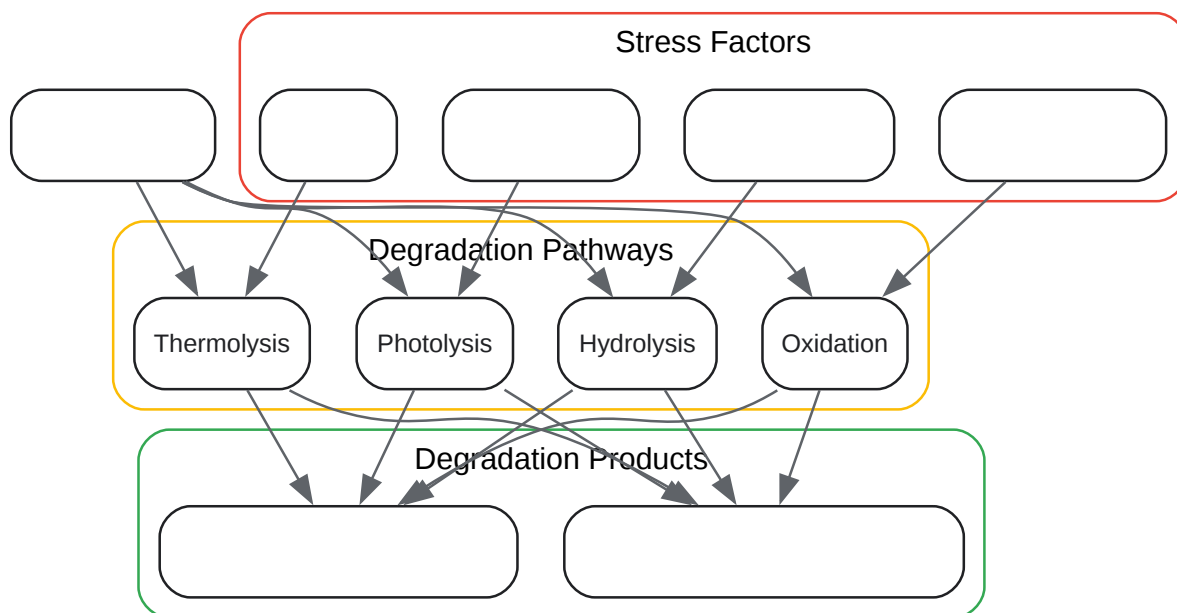 Stress Factors
Degradation Pathways
Thermolysis
Photolysis
Hydrolysis
Oxidation
Degradation Products